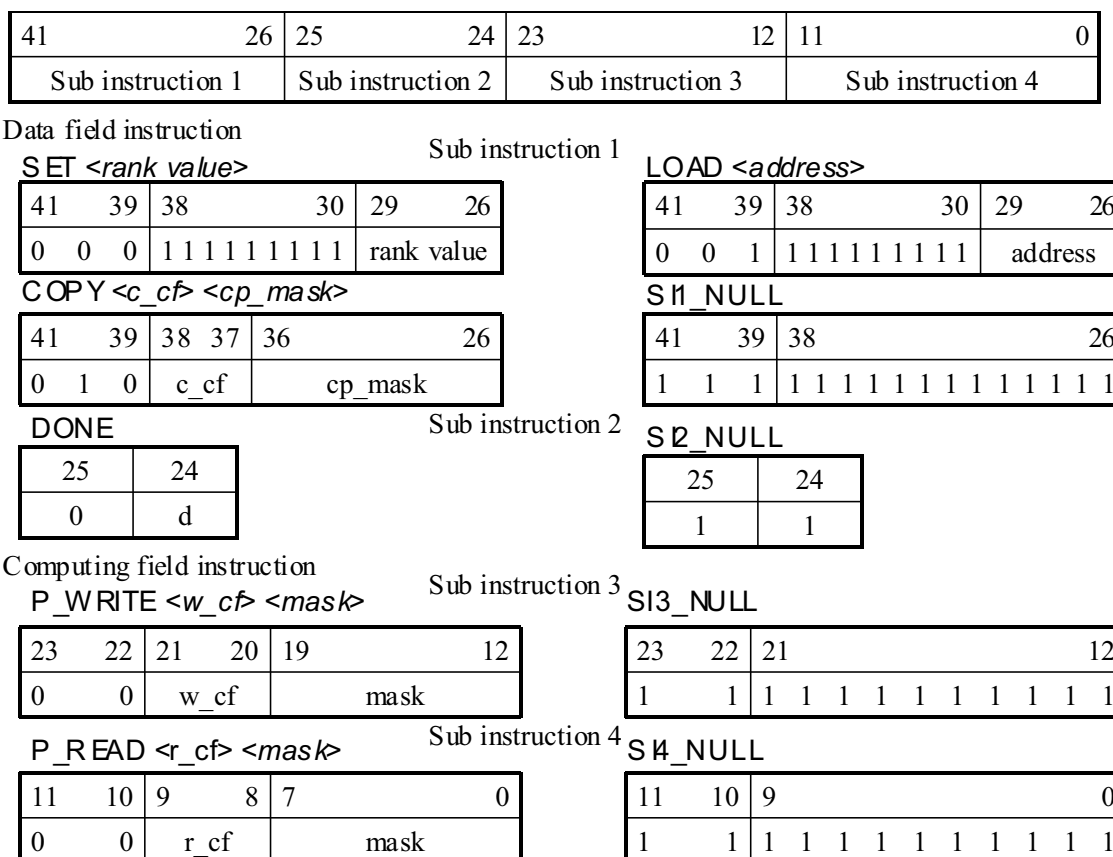 41 26 25 24 23 12 11 0
Sub instruction 1 Sub instruction 2 Sub instruction 3 Sub instruction 4
Data field instruction
Sub instruction 1
SET <rank value> LOAD <address>
41 39 38 30 29 26 41 39 38 30 29 26
0 0 0 1 1 1 1 1 1 1 1 1 rank value 0 0 1 1 1 1 1 1 1 1 1 1 address
COPY <c_cf> <cp_mask> SI1_NULL
41 39 38 37 36 26 41 39 38 26
0 1 0 c_cf cp_mask 1 1 1 1 1 1 1 1 1 1 1 1 1 1 1 1
Sub instruction 2
DONE SI2_NULL
25 24 25 24
0 d 1 1
Computing field instruction
Sub instruction 3
P_WRITE <w_cf> <mask> SI3_NULL
23 22 21 20 19 12 23 22 21 12
0 0 w_cf mask 1 1 1 1 1 1 1 1 1 1 1 1
Sub instruction 4
P_READ <r_cf> <mask> SI4_NULL
11 10 9 8 7 0 11 10 9 0
0 0 r_cf mask 1 1 1 1 1 1 1 1 1 1 1 1